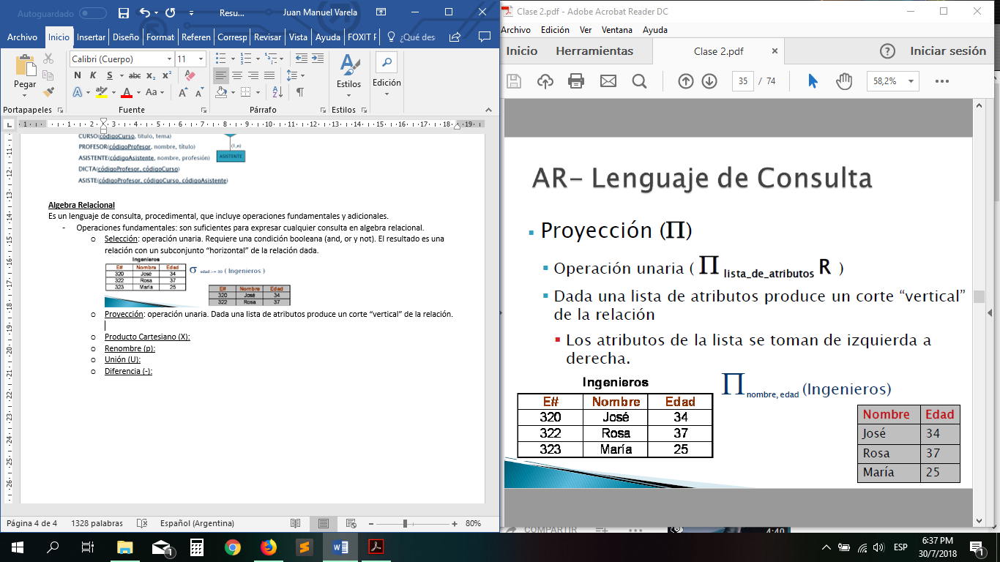 Autoguardado
Resu...
Juan Manuel Varela
Archivo Inicio Insertar Diseño Format Referen Corresp Revisar Vista Ayuda FOXIT F ¿Qué des
Pegar
Calibri (Cuerpo) 11
N K S abc x₂ x²
A ab A Aa A A
Estilos
Edición
Portapapeles Fuente Párrafo Estilos
CURSO(códigoCurso, título, tema)
PROFESOR(códigoProfesor, nombre, título)
ASISTENTE(códigoAsistente, nombre, profesión)
DICTA(códigoProfesor, códigoCurso)
ASISTE(códigoProfesor, códigoCurso, códigoAsistente)
(1,n)
ASISTENTE
Algebra Relacional
Es un lenguaje de consulta, procedimental, que incluye operaciones fundamentales y adicionales.
- Operaciones fundamentales: son suficientes para expresar cualquier consulta en algebra relacional.
o Selección: operación unaria. Requiere una condición booleana (and, or y not). El resultado es una
relación con un subconjunto “horizontal” de la relación dada.
Ingenieros
E# Nombre Edad
320 José 34
322 Rosa 37
323 María 25
σ edad >= 30 ( Ingenieros )
E# Nombre Edad
320 José 34
322 Rosa 37
o Proyección: operación unaria. Dada una lista de atributos produce un corte “vertical” de la relación.
o Producto Cartesiano (X):
o Renombre (p):
o Unión (U):
o Diferencia (-):
Página 4 de 4 1328 palabras Español (Argentina) 80%
Clase 2.pdf - Adobe Acrobat Reader DC
Archivo Edición Ver Ventana Ayuda
Inicio Herramientas Clase 2.pdf Iniciar sesión
35 / 74 58,2%
AR- Lenguaje de Consulta
Proyección (Π)
Operación unaria ( Π lista_de_atributos R )
Dada una lista de atributos produce un corte “vertical”
de la relación
Los atributos de la lista se toman de izquierda a
derecha.
Ingenieros
E# Nombre Edad
320 José 34
322 Rosa 37
323 María 25
Π nombre, edad (Ingenieros)
Nombre Edad
José 34
Rosa 37
María 25
COMPARTIR
4:40
1
ESP
6:37 PM
30/7/2018
1